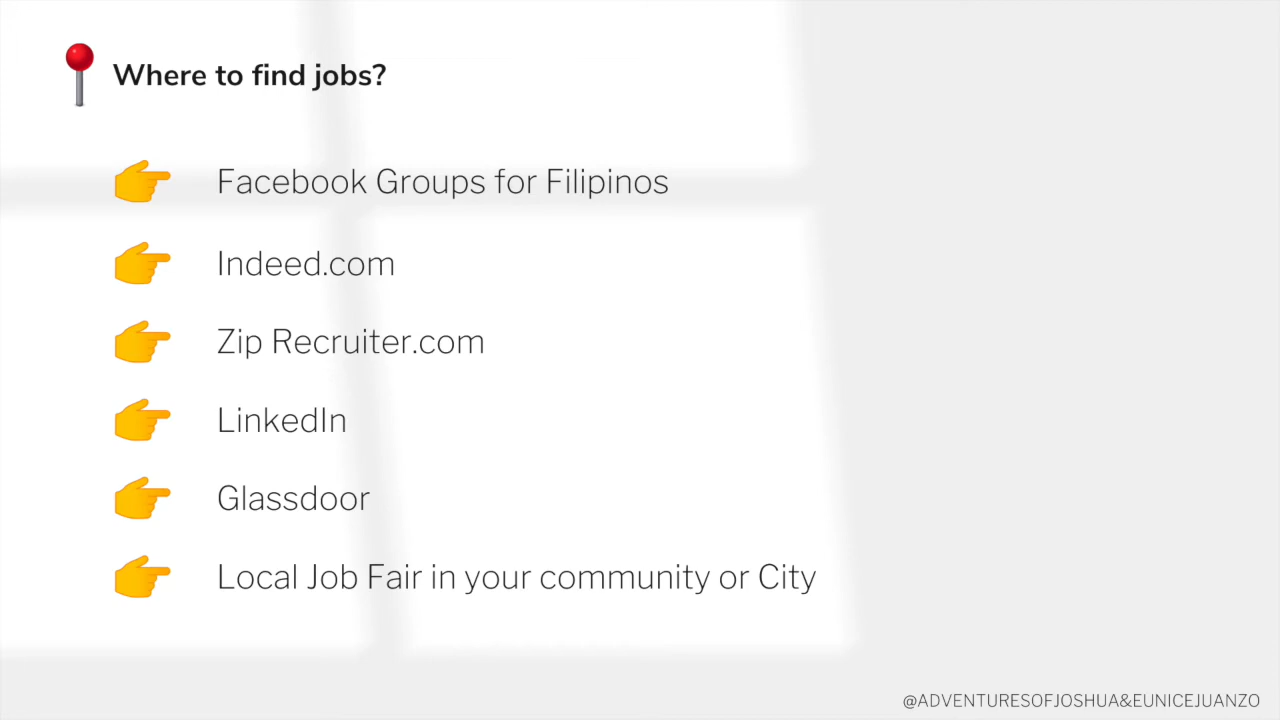 Where to find jobs?
Facebook Groups for Filipinos
Indeed.com
Zip Recruiter.com
LinkedIn
Glassdoor
Local Job Fair in your community or City
@ADVENTURESOFJOSHUA&EUNICEJUANZO